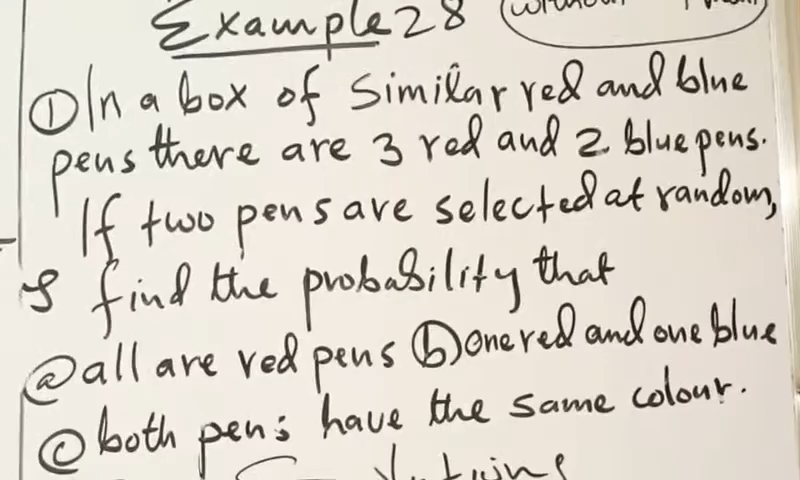 Example 28
① In a box of similar red and blue
pens there are 3 red and 2 blue pens.
If two pens are selected at random,
find the probability that
ⓐ all are red pens ⓑ one red and one blue
ⓒ both pens have the same colour.